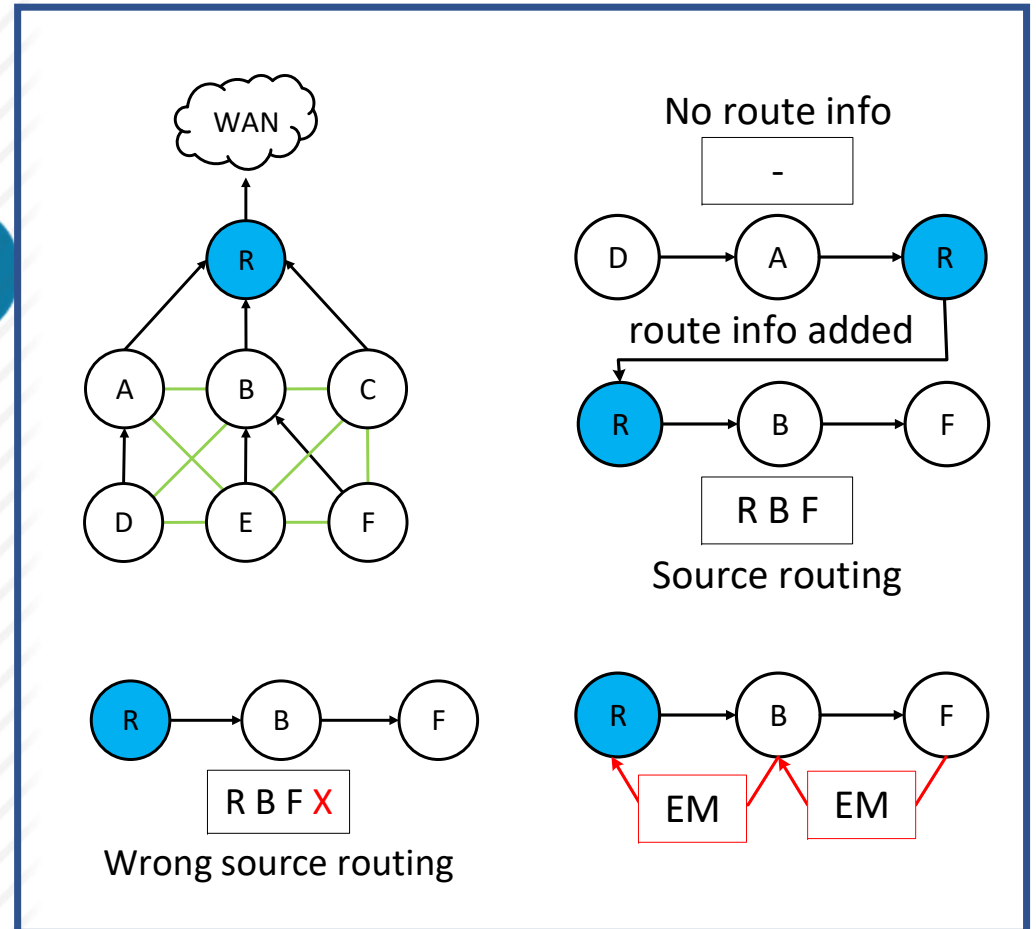 WAN
R
A B C
D E F
No route info
-
D A R
route info added
R B F
R B F
Source routing
R B F
R B F X
Wrong source routing
R B F
EM EM